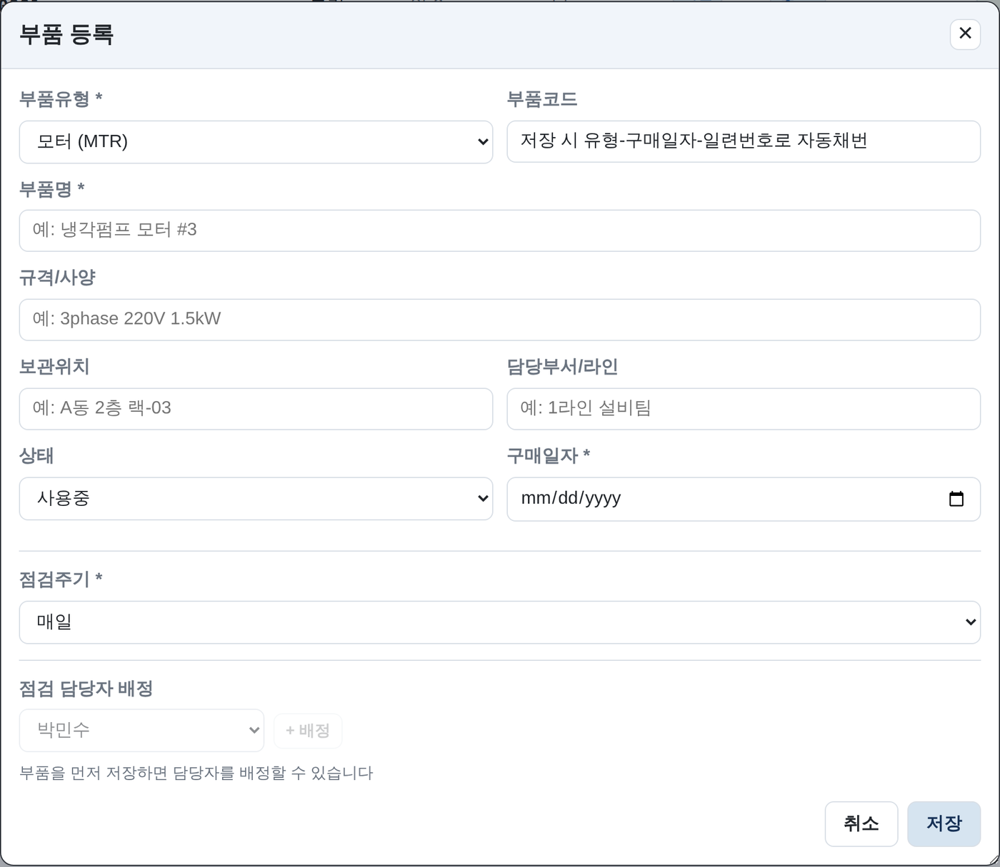 부품 등록
부품유형 *
부품코드
모터 (MTR)
저장 시 유형-구매일자-일련번호로 자동채번
부품명 *
예: 냉각펌프 모터 #3
규격/사양
예: 3phase 220V 1.5kW
보관위치
담당부서/라인
예: A동 2층 랙-03
예: 1라인 설비팀
상태
구매일자 *
사용중
mm/dd/yyyy
점검주기 *
매일
점검 담당자 배정
박민수
+ 배정
부품을 먼저 저장하면 담당자를 배정할 수 있습니다
취소
저장